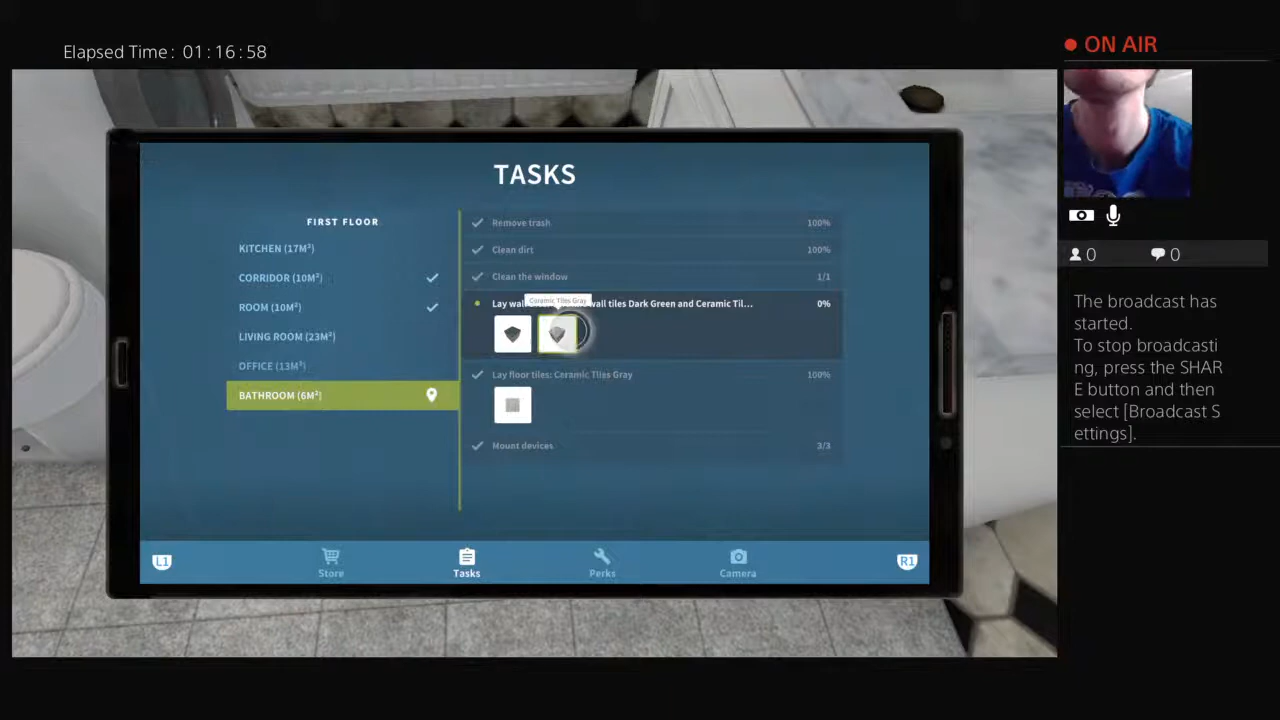 Elapsed Time: 01:16:58
ON AIR
TASKS
FIRST FLOOR
KITCHEN (17M²)
CORRIDOR (10M²)
ROOM (10M²)
LIVING ROOM (23M²)
OFFICE (13M²)
BATHROOM (6M²)
Remove trash 100%
Clean dirt 100%
Clean the window 1/1
Ceramic Tiles Gray
Lay wal wall tiles Dark Green and Ceramic Til... 0%
Lay floor tiles: Ceramic Tiles Gray 100%
Mount devices 3/3
L1
Store
Tasks
Perks
Camera
R1
0 0
The broadcast has
started.
To stop broadcasti
ng, press the SHAR
E button and then
select [Broadcast S
ettings].